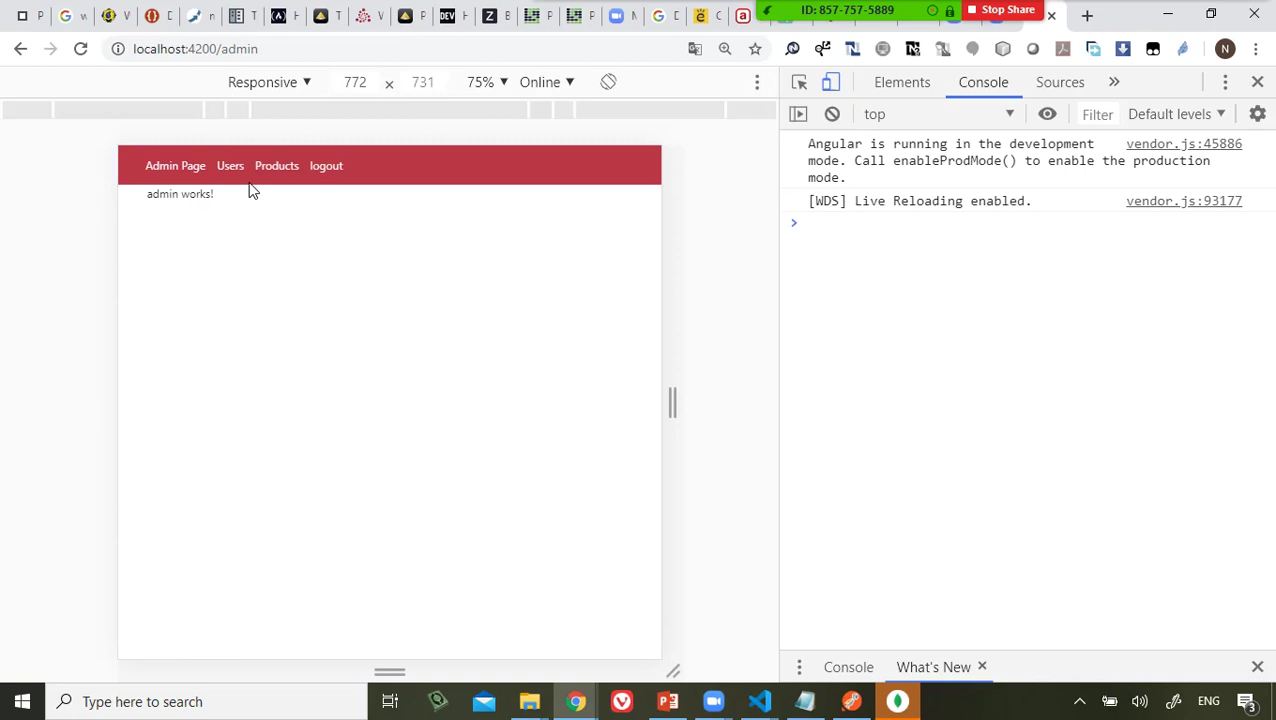 ID: 857-757-5889 Stop Share
localhost:4200/admin
N
Responsive 772 × 731 75% Online
Elements Console Sources »
top Filter Default levels
Angular is running in the development vendor.js:45886
mode. Call enableProdMode() to enable the production
mode.
[WDS] Live Reloading enabled. vendor.js:93177
>
Admin Page Users Products logout
admin works!
Console What's New ×
Type here to search
ENG
3